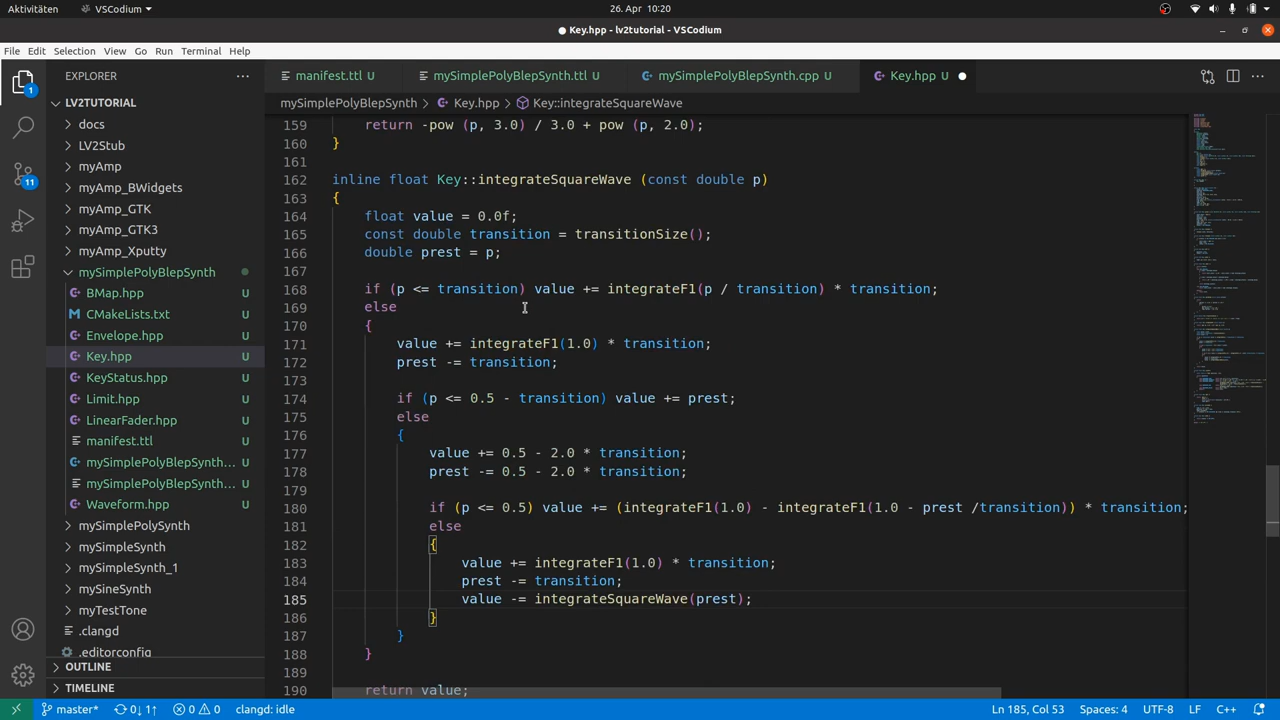 Aktivitäten
VSCodium
26. Apr 10:20
● Key.hpp - lv2tutorial - VSCodium
File Edit Selection View Go Run Terminal Help
EXPLORER
manifest.ttl U
mySimplePolyBlepSynth.ttl U
mySimplePolyBlepSynth.cpp U
Key.hpp U ●
LV2TUTORIAL
docs
LV2Stub
myAmp
myAmp_BWidgets
myAmp_GTK
myAmp_GTK3
myAmp_Xputty
mySimplePolyBlepSynth
BMap.hpp U
CMakeLists.txt U
Envelope.hpp U
Key.hpp U
KeyStatus.hpp U
Limit.hpp U
LinearFader.hpp U
manifest.ttl U
mySimplePolyBlepSynth... U
mySimplePolyBlepSynth... U
Waveform.hpp U
mySimplePolySynth
mySimpleSynth
mySimpleSynth_1
mySineSynth
myTestTone
.clangd
.editorconfig
OUTLINE
TIMELINE
1
11
mySimplePolyBlepSynth > Key.hpp > Key::integrateSquareWave
159 return -pow (p, 3.0) / 3.0 + pow (p, 2.0);
160 }
161
162 inline float Key::integrateSquareWave (const double p)
163 {
164 float value = 0.0f;
165 const double transition = transitionSize();
166 double prest = p;
167
168 if (p <= transition) value += integrateF1(p / transition) * transition;
169 else
170 {
171 value += integrateF1(1.0) * transition;
172 prest -= transition;
173
174 if (p <= 0.5 - transition) value += prest;
175 else
176 {
177 value += 0.5 - 2.0 * transition;
178 prest -= 0.5 - 2.0 * transition;
179
180 if (p <= 0.5) value += (integrateF1(1.0) - integrateF1(1.0 - prest /transition)) * transition;
181 else
182 {
183 value += integrateF1(1.0) * transition;
184 prest -= transition;
185 value -= integrateSquareWave(prest);
186 }
187 }
188 }
189
190 return value;
master* 0↓ 1↑ 0 0 clangd: idle
Ln 185, Col 53 Spaces: 4 UTF-8 LF C++